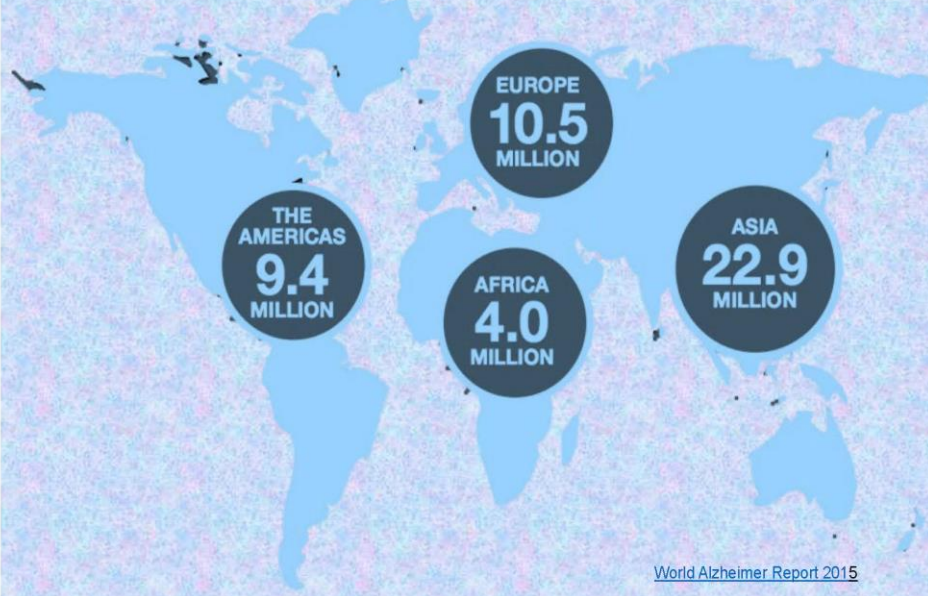 EUROPE
10.5
MILLION
THE
AMERICAS
9.4
MILLION
AFRICA
4.0
MILLION
ASIA
22.9
MILLION
World Alzheimer Report 2015